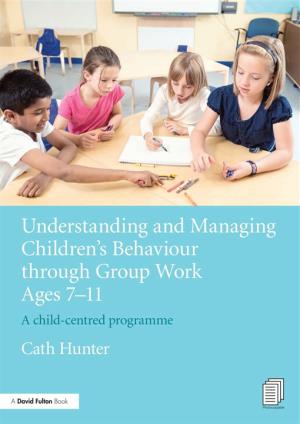 Understanding and Managing
Children's Behaviour
through Group Work
Ages 7–11
A child-centred programme
Cath Hunter
A David Fulton Book
Photocopiable